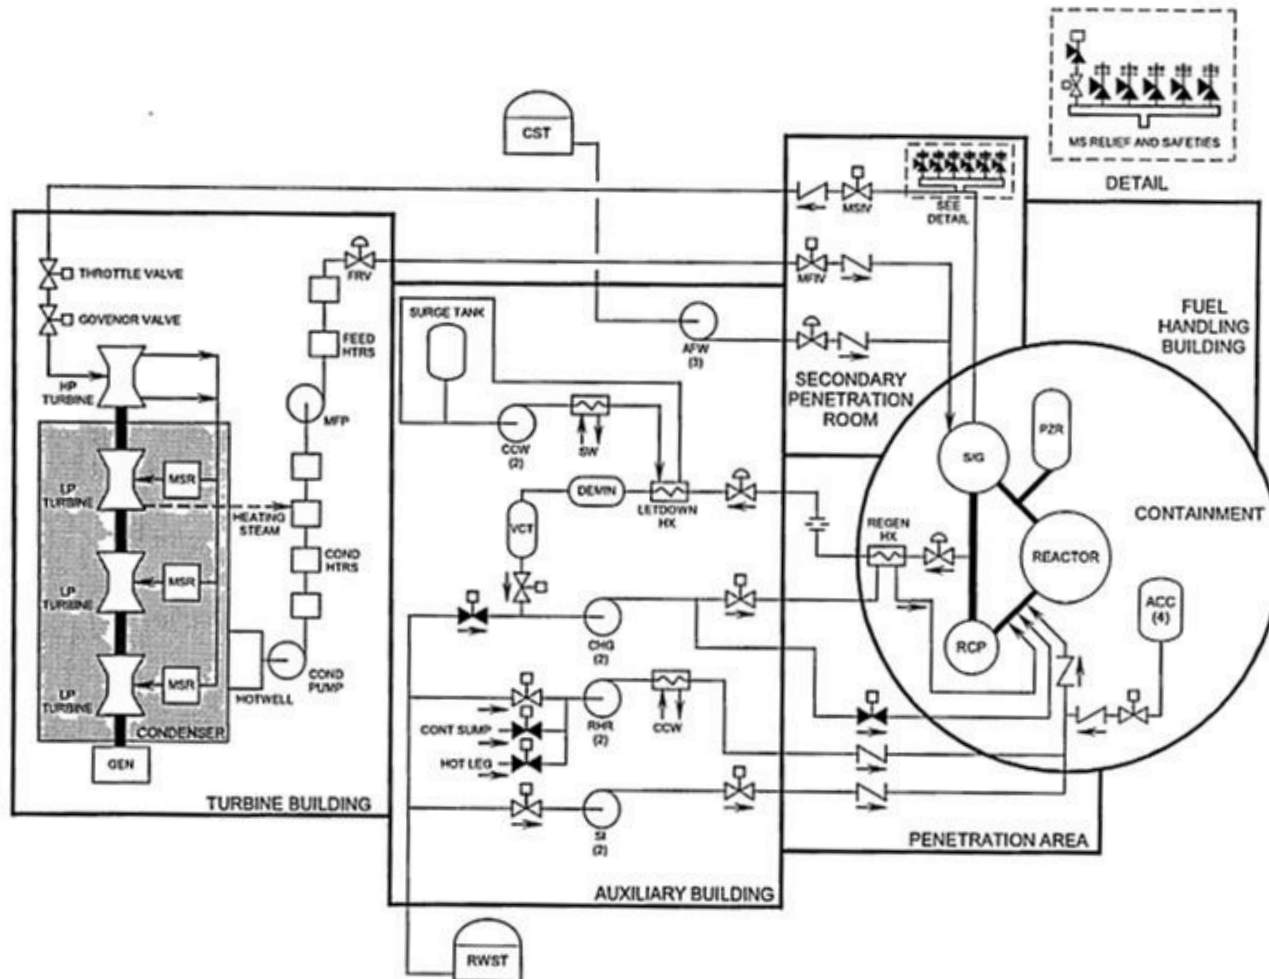 MS RELIEF AND SAFETIES
DETAIL
CST
MSIV
SEE
DETAIL
THROTTLE VALVE
GOVENOR VALVE
HP
TURBINE
FRV
FEED
HTRS
MFP
MFIV
AFW
(3)
SURGE TANK
SECONDARY
PENETRATION
ROOM
FUEL
HANDLING
BUILDING
CCW
(2)
SW
DEMIN
LETDOWN
HX
VCT
LP
TURBINE
MSR
HEATING
STEAM
COND
HTRS
LP
TURBINE
MSR
LP
TURBINE
MSR
HOTWELL
COND
PUMP
CONDENSER
GEN
TURBINE BUILDING
S/G
PZR
REGEN
HX
REACTOR
CONTAINMENT
RCP
ACC
(4)
CHG
(2)
RHR
(2)
CCW
CONT SUMP
HOT LEG
SI
(2)
PENETRATION AREA
AUXILIARY BUILDING
RWST